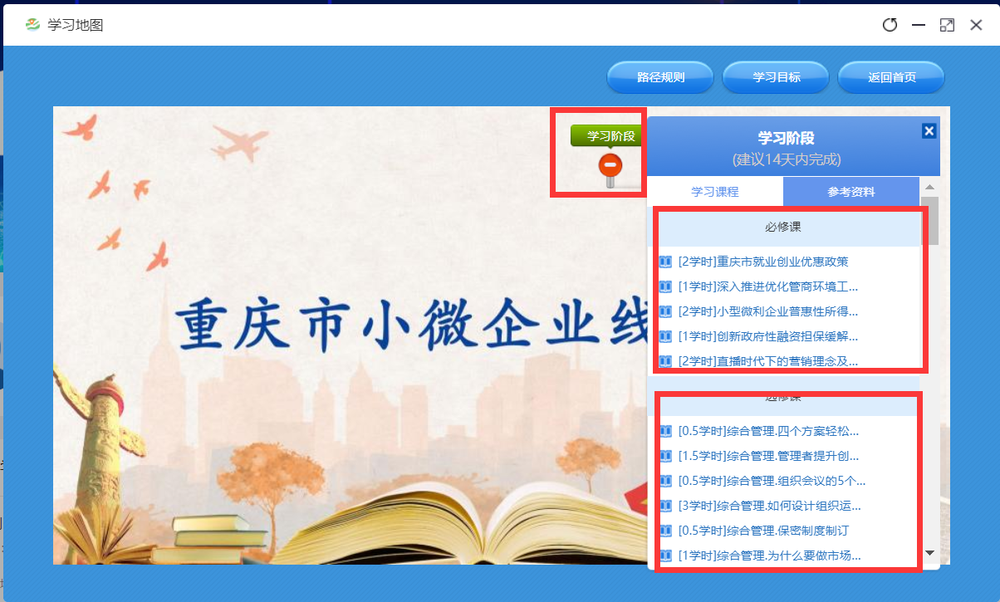 学习地图
路径规则
学习目标
返回首页
学习阶段
学习阶段
(建议14天内完成)
学习课程
参考资料
必修课
[2学时]重庆市就业创业优惠政策
[1学时]深入推进优化管商环境工...
[2学时]小型微利企业普惠性所得...
[1学时]创新政府性融资担保缓解...
[2学时]直播时代下的营销理念及...
重庆市小微企业线
选修课
[0.5学时]综合管理.四个方案轻松...
[1.5学时]综合管理.管理者提升创...
[0.5学时]综合管理.组织会议的5个...
[3学时]综合管理.如何设计组织运...
[0.5学时]综合管理.保密制度制订
[1学时]综合管理.为什么要做市场...